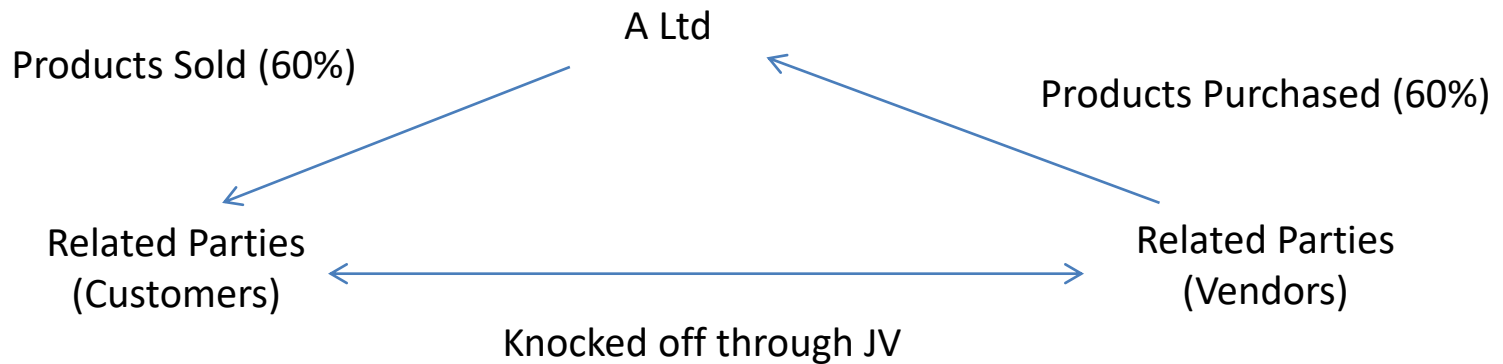 A Ltd
Products Sold (60%)
Products Purchased (60%)
Related Parties
(Customers)
Related Parties
(Vendors)
Knocked off through JV